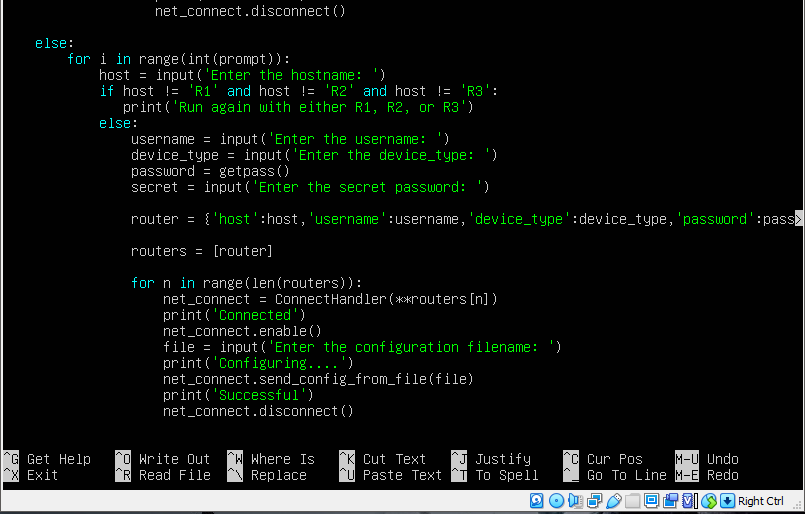 net_connect.disconnect()

    else:
        for i in range(int(prompt)):
            host = input('Enter the hostname: ')
            if host != 'R1' and host != 'R2' and host != 'R3':
               print('Run again with either R1, R2, or R3')
            else:
                username = input('Enter the username: ')
                device_type = input('Enter the device_type: ')
                password = getpass()
                secret = input('Enter the secret password: ')

                router = {'host':host,'username':username,'device_type':device_type,'password':pass>

                routers = [router]

                for n in range(len(routers)):
                    net_connect = ConnectHandler(**routers[n])
                    print('Connected')
                    net_connect.enable()
                    file = input('Enter the configuration filename: ')
                    print('Configuring....')
                    net_connect.send_config_from_file(file)
                    print('Successful')
                    net_connect.disconnect()

^G Get Help   ^O Write Out  ^W Where Is   ^K Cut Text   ^J Justify    ^C Cur Pos    M-U Undo
^X Exit       ^R Read File  ^\ Replace    ^U Paste Text ^T To Spell   ^_ Go To Line M-E Redo
Right Ctrl